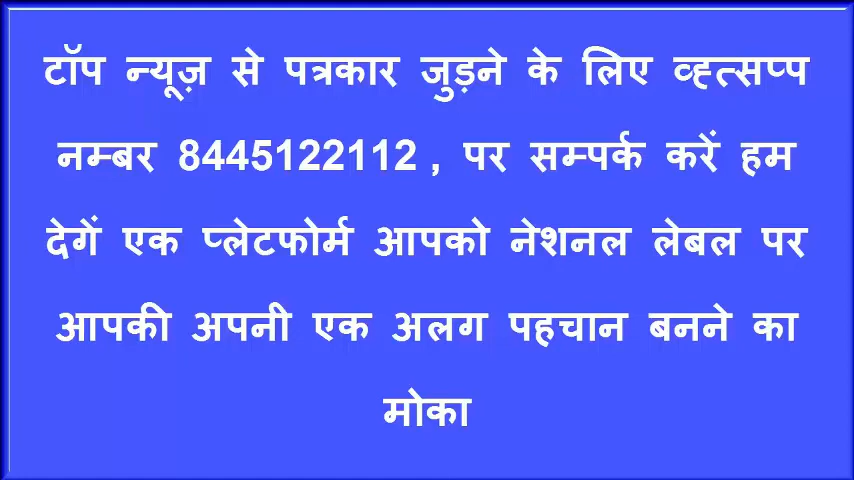 टॉप न्यूज़ से पत्रकार जुड़ने के लिए व्ह्त्सप्प
नम्बर 8445122112 , पर सम्पर्क करें हम
देगें एक प्लेटफोर्म आपको नेशनल लेबल पर
आपकी अपनी एक अलग पहचान बनने का
मोका